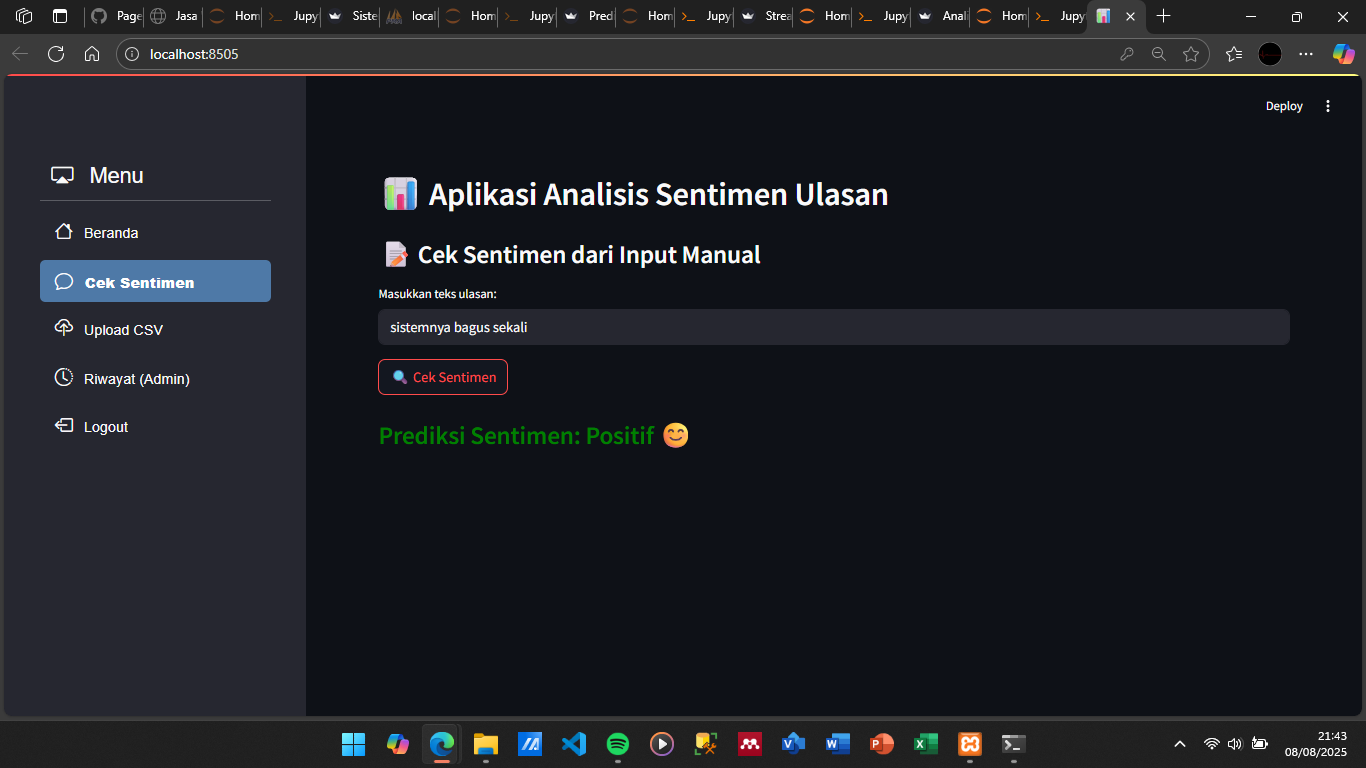 Page
Jasa
Hom
Jupy
Siste
local
Hom
Jupy
Pred
Hom
Jupy
Strea
Hom
Jupy
Anali
Hom
Jupy
localhost:8505
Deploy
Menu
Beranda
Cek Sentimen
Upload CSV
Riwayat (Admin)
Logout
Aplikasi Analisis Sentimen Ulasan
Cek Sentimen dari Input Manual
Masukkan teks ulasan:
sistemnya bagus sekali
Cek Sentimen
Prediksi Sentimen: Positif
21:43
08/08/2025